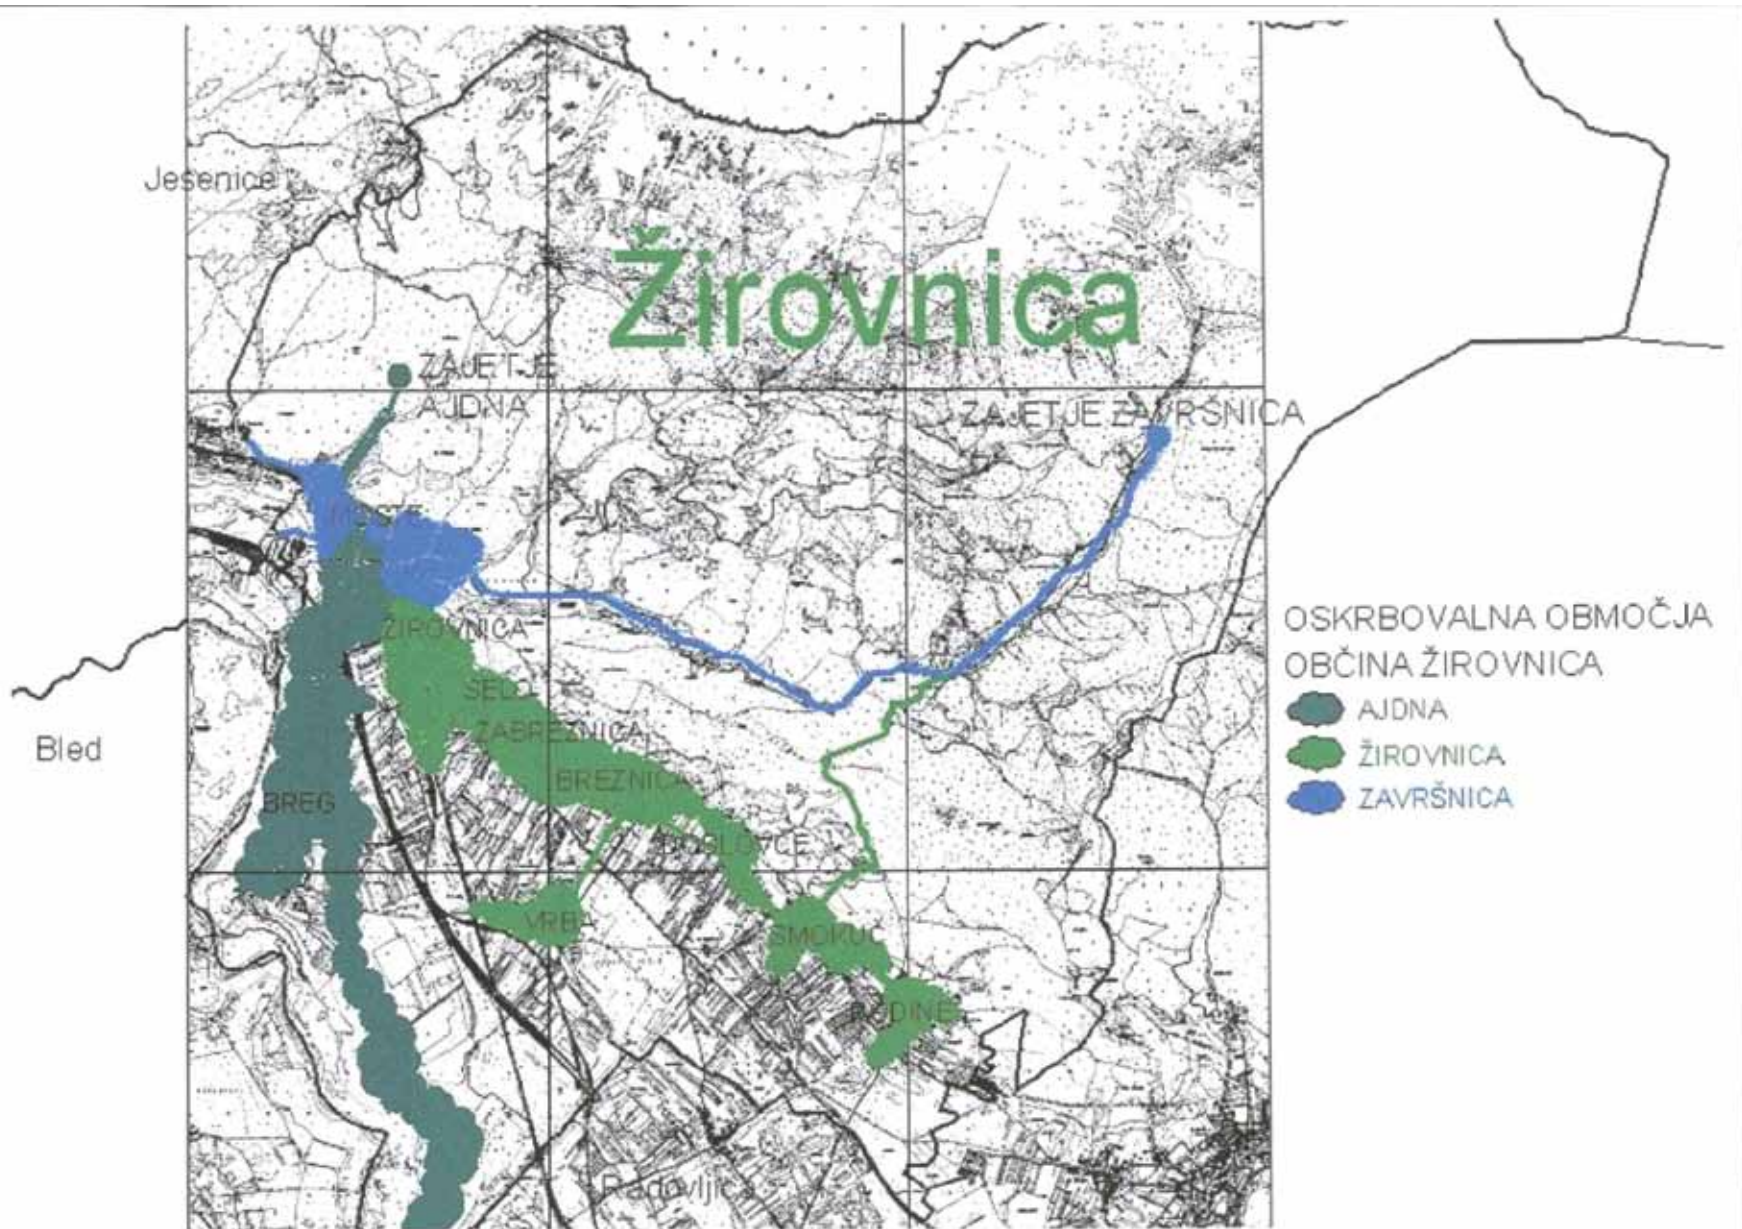 Jesenice
Žirovnica
ZAJETJE
AJDNA
ZAJETJE ZAVRŠNICA
ŽIROVNICA
SELO
ZABREZNICA
BREZNICA
BREG
DOSLOVČE
VRBA
SMOKUČ
RODINE
Bled
Radovljica
OSKRBOVALNA OBMOČJA
OBČINA ŽIROVNICA
AJDNA
ŽIROVNICA
ZAVRŠNICA